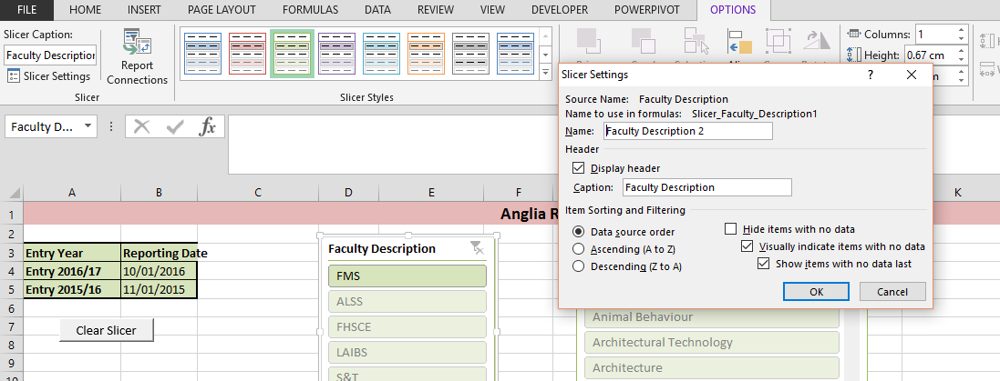 FILE HOME INSERT PAGE LAYOUT FORMULAS DATA REVIEW VIEW DEVELOPER POWERPIVOT OPTIONS
Slicer Caption:
Faculty Description
Slicer Settings
Report
Connections
Slicer
Slicer Styles
Columns: 1
Height: 0.67 cm
Slicer Settings ? ×
Source Name: Faculty Description
Name to use in formulas: Slicer_Faculty_Description1
Name: Faculty Description 2
Header
Display header
Caption: Faculty Description
Item Sorting and Filtering
Data source order
Ascending (A to Z)
Descending (Z to A)
Hide items with no data
Visually indicate items with no data
Show items with no data last
OK Cancel
Faculty D...
fx
A B C D E F K
1 Anglia R
2
3 Entry Year Reporting Date
4 Entry 2016/17 10/01/2016
5 Entry 2015/16 11/01/2015
6
7
8
9
Clear Slicer
Faculty Description
FMS
ALSS
FHSCE
LAIBS
S&T
Animal Behaviour
Architectural Technology
Architecture